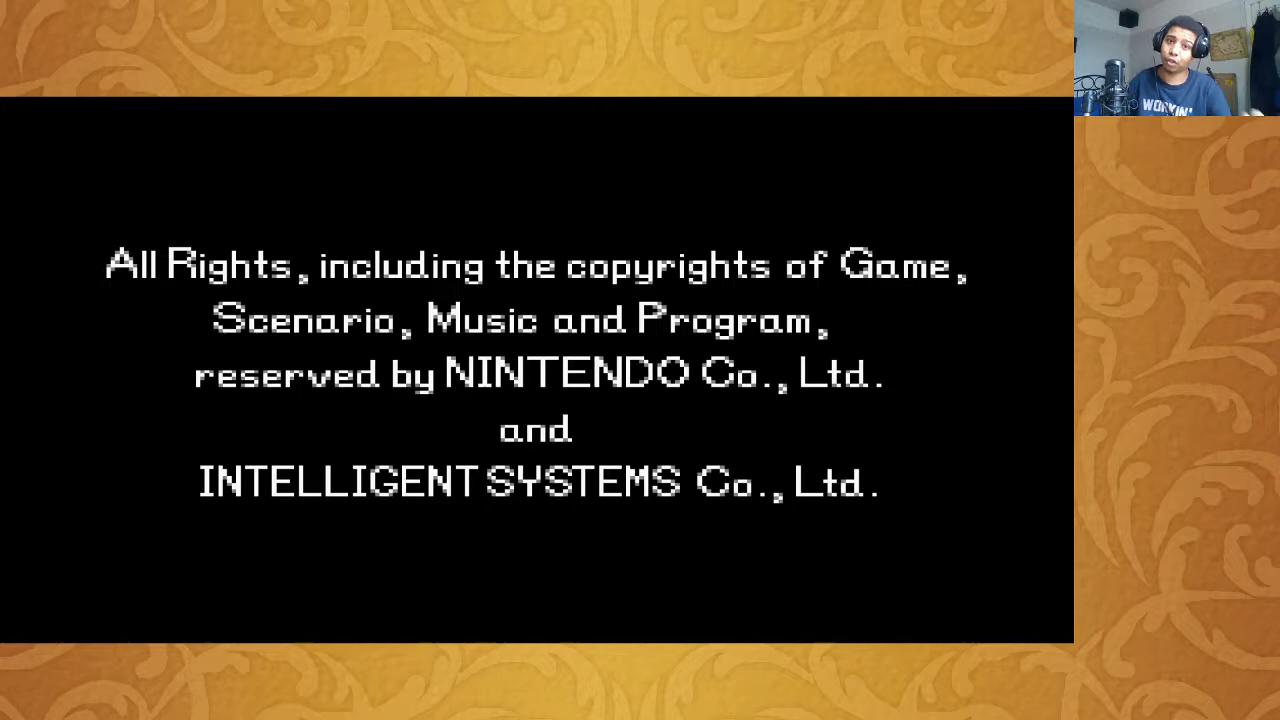 All Rights, including the copyrights of Game,
Scenario, Music and Program,
reserved by NINTENDO Co., Ltd.
and
INTELLIGENT SYSTEMS Co., Ltd.
WORKIN'